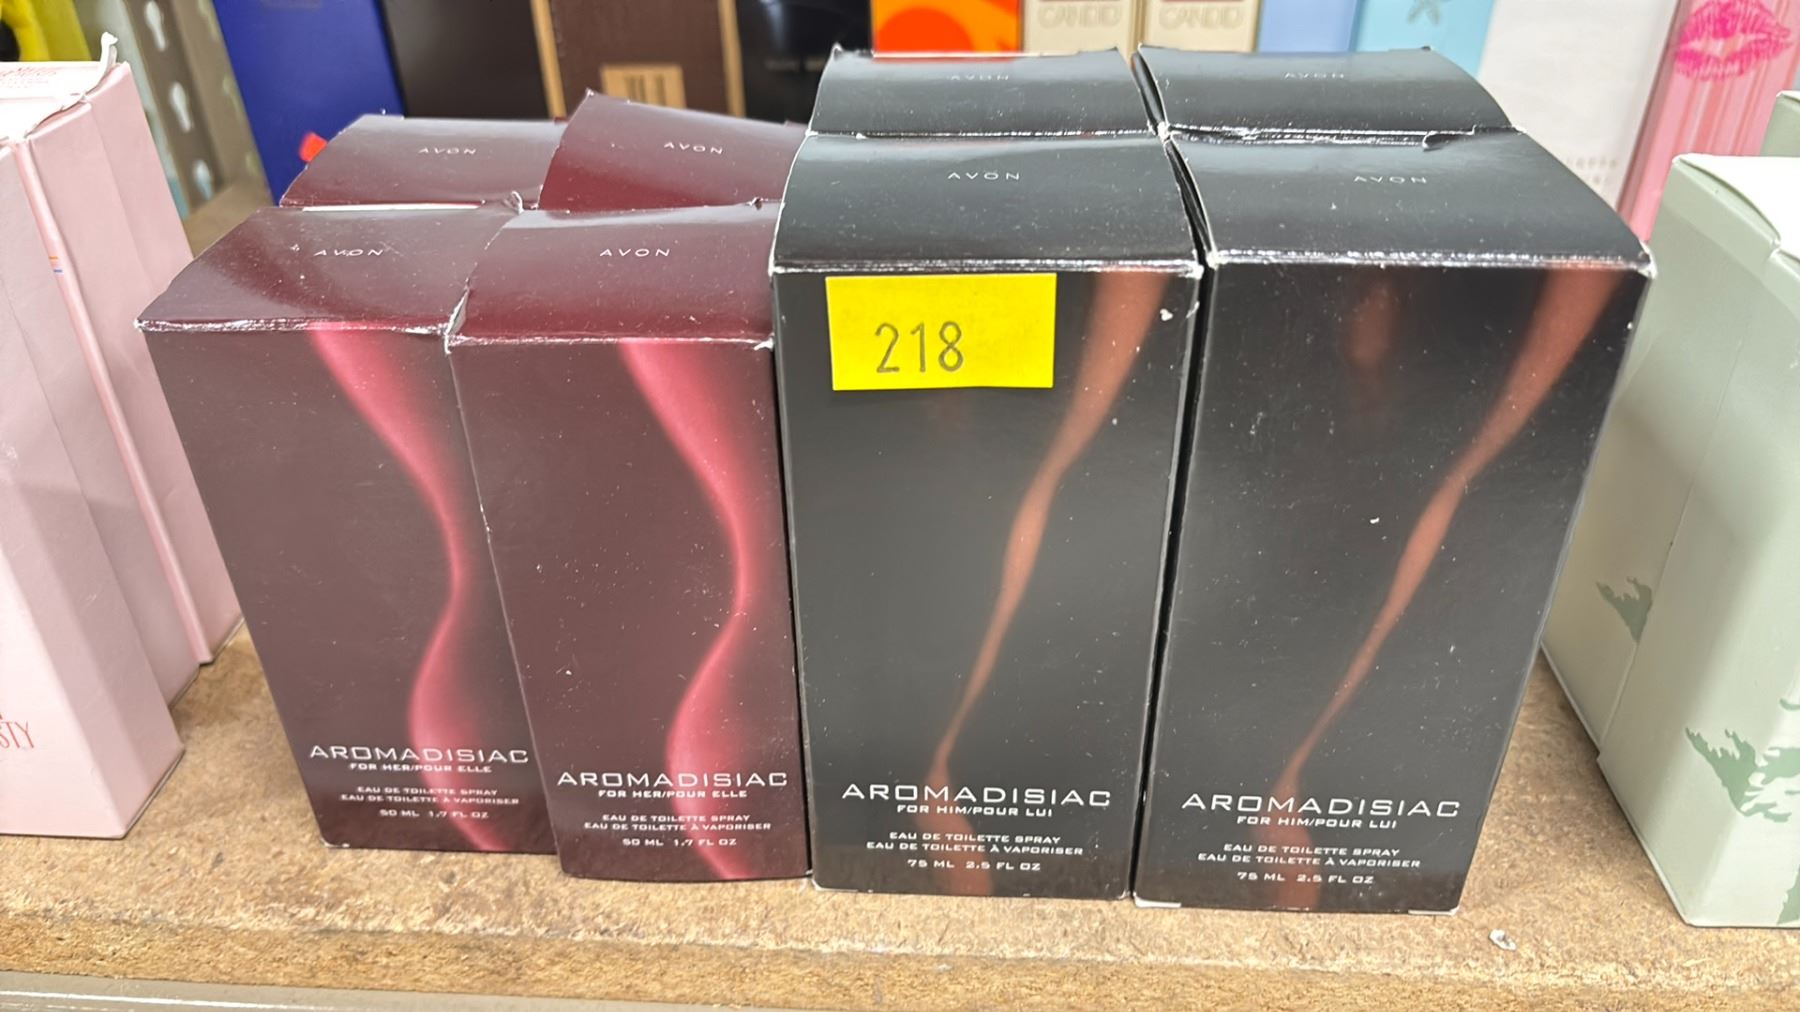 CANDID
CANDID
AVON
AVON
AVON
AVON
AVON
AVON
AVON
AVON
218
AROMADISIAC
FOR HER/POUR ELLE
EAU DE TOILETTE SPRAY
EAU DE TOILETTE À VAPORISER
50 ML 1.7 FL OZ
AROMADISIAC
FOR HER/POUR ELLE
EAU DE TOILETTE SPRAY
EAU DE TOILETTE À VAPORISER
50 ML 1.7 FL OZ
AROMADISIAC
FOR HIM/POUR LUI
EAU DE TOILETTE SPRAY
EAU DE TOILETTE À VAPORISER
75 ML 2.5 FL OZ
AROMADISIAC
FOR HIM/POUR LUI
EAU DE TOILETTE SPRAY
EAU DE TOILETTE À VAPORISER
75 ML 2.5 FL OZ
STY